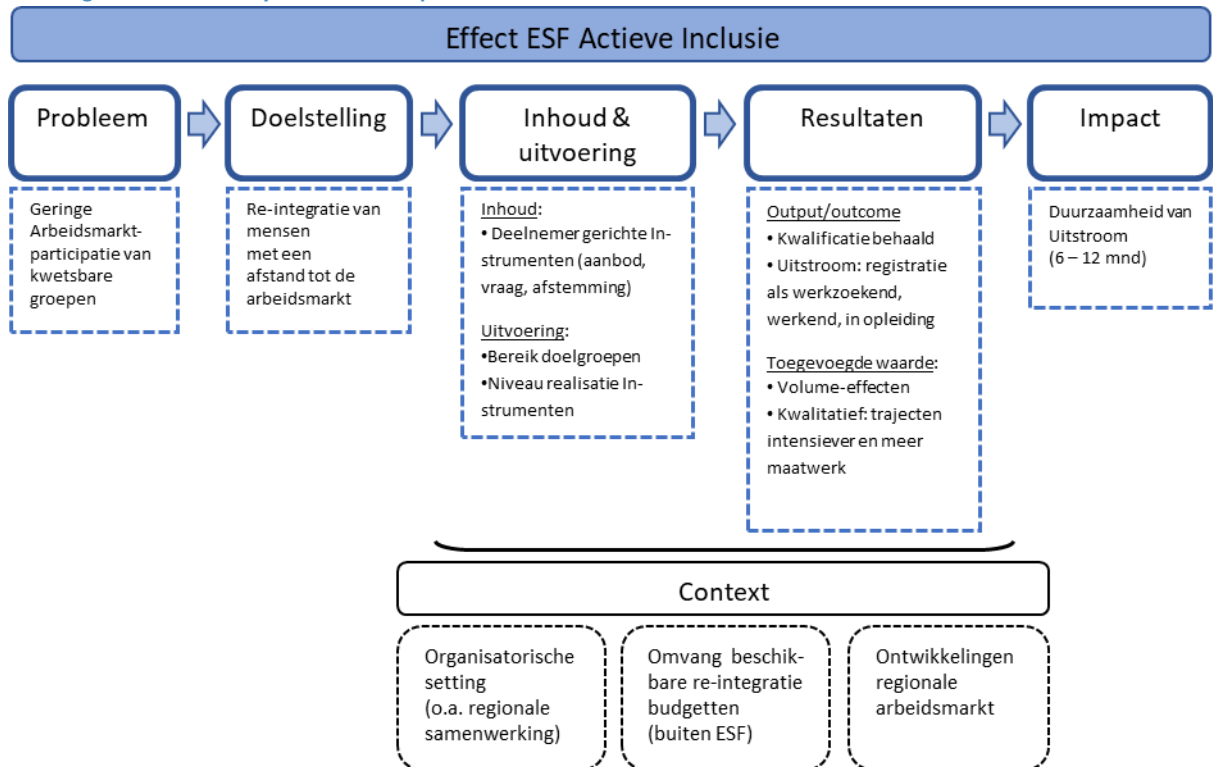 Effect ESF Actieve Inclusie
Probleem
Geringe
Arbeidsmarkt-
participatie van
kwetsbare
groepen
Doelstelling
Re-integratie van
mensen
met een
afstand tot de
arbeidsmarkt
Inhoud &
uitvoering
Inhoud:
• Deelnemer gerichte In-
strumenten (aanbod,
vraag, afstemming)
Uitvoering:
•Bereik doelgroepen
•Niveau realisatie In-
strumenten
Resultaten
Output/outcome
• Kwalificatie behaald
• Uitstroom: registratie
als werkzoekend,
werkend, in opleiding
Toegevoegde waarde:
• Volume-effecten
• Kwalitatief: trajecten
intensiever en meer
maatwerk
Impact
Duurzaamheid van
Uitstroom
(6 – 12 mnd)
Context
Organisatorische
setting
(o.a. regionale
samenwerking)
Omvang beschik-
bare re-integratie
budgetten
(buiten ESF)
Ontwikkelingen
regionale
arbeidsmarkt